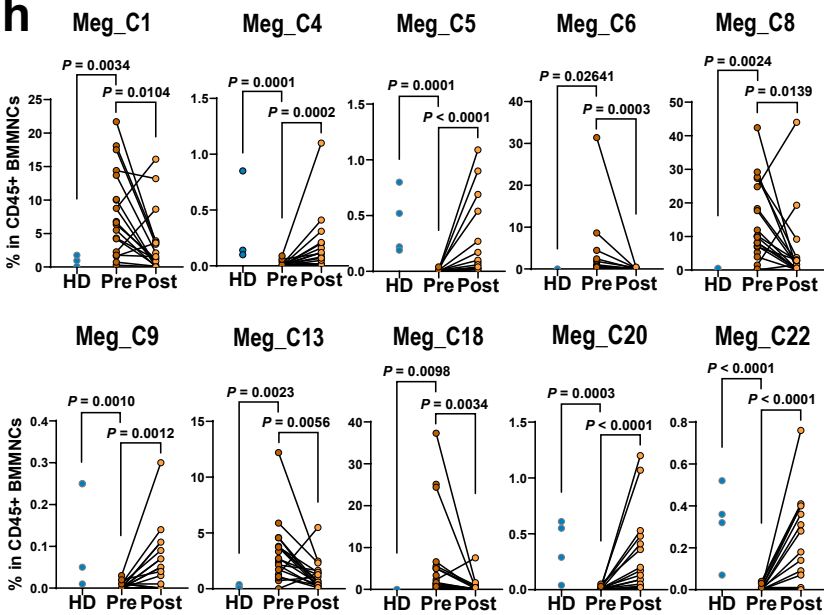 h
Meg_C1 Meg_C4 Meg_C5 Meg_C6 Meg_C8
P = 0.0034 P = 0.0001 P = 0.0001 P = 0.02641 P = 0.0024
P = 0.0104 P = 0.0002 P < 0.0001 P = 0.0003 P = 0.0139
% in CD45+ BMMNCs
25 20 15 10 5 0
1.5 1.0 0.5 0.0
1.5 1.0 0.5 0.0
40 30 20 10 0
50 40 30 20 10 0
HD Pre Post HD Pre Post HD Pre Post HD Pre Post HD Pre Post
Meg_C9 Meg_C13 Meg_C18 Meg_C20 Meg_C22
P = 0.0010 P = 0.0023 P = 0.0098 P = 0.0003 P < 0.0001
P = 0.0012 P = 0.0056 P = 0.0034 P < 0.0001 P < 0.0001
% in CD45+ BMMNCs
0.4 0.3 0.2 0.1 0.0
15 10 5 0
40 28 20 10 0
1.5 1.0 0.5 0.0
0.8 0.6 0.4 0.2 0.0
HD Pre Post HD Pre Post HD Pre Post HD Pre Post HD Pre Post